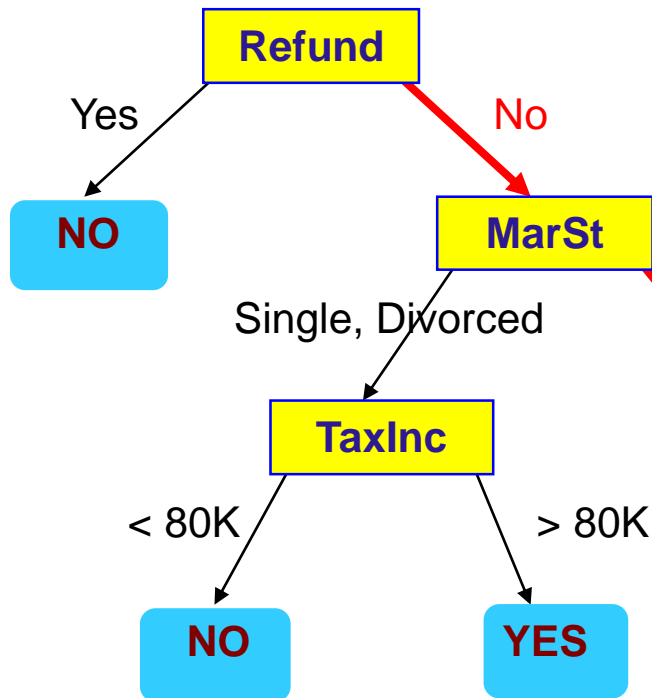 Refund
Yes
No
NO
MarSt
Single, Divorced
TaxInc
< 80K
> 80K
NO
YES